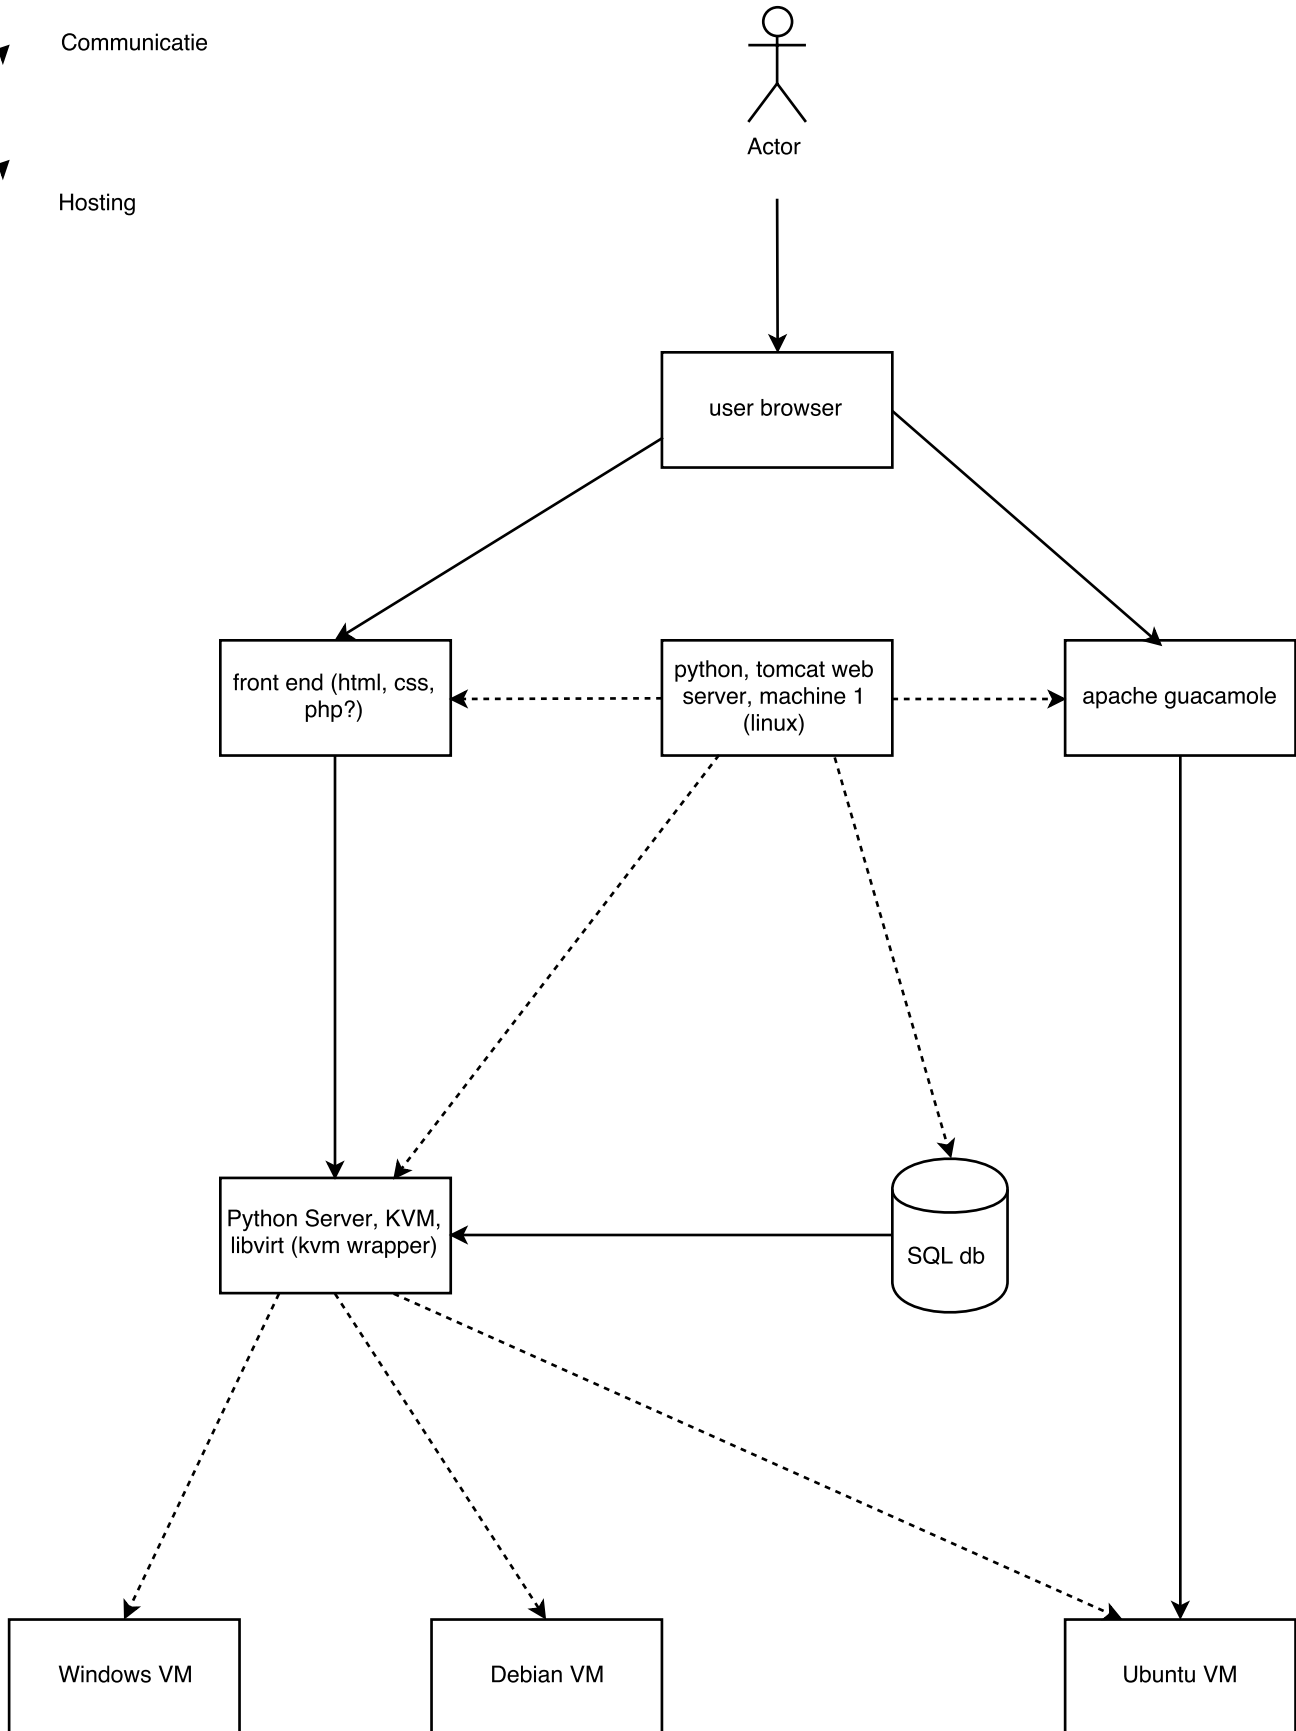 Communicatie
Actor
Hosting
user browser
front end (html, css,
php?)
python, tomcat web
server, machine 1
(linux)
apache guacamole
Python Server, KVM,
libvirt (kvm wrapper)
SQL db
Windows VM
Debian VM
Ubuntu VM